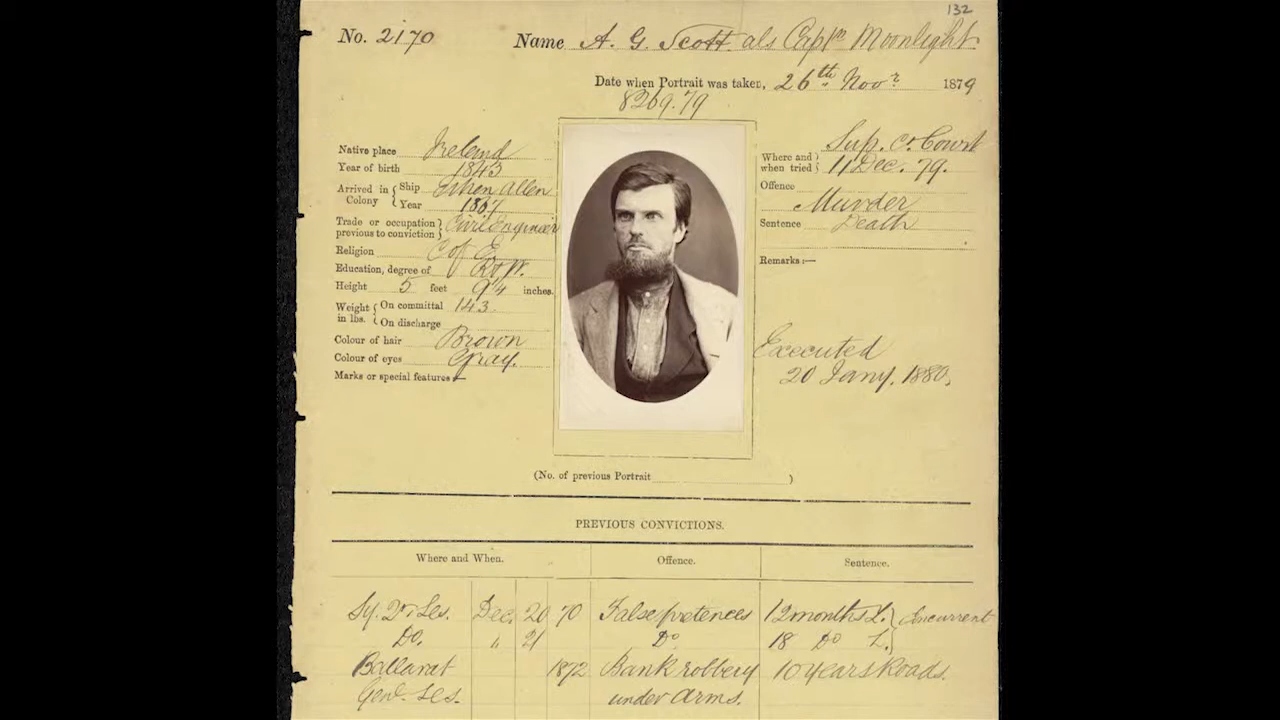 132
No. 2170 Name A. G. Scott als Capt<sup>n</sup> Moonlight
Date when Portrait was taken, 26th Novr 1879
8269.79
Native place Ireland
Year of birth 1843
Arrived in Colony { Ship Ethen Allen
Year 1867
Trade or occupation previous to conviction } Civil Engineer
Religion C of E.
Education, degree of R & W.
Height 5 feet 9¼ inches.
Weight in lbs. { On committal 143
On discharge
Colour of hair Brown
Colour of eyes Gray.
Marks or special features:—
Where and when tried } Sup. Ct Court
11 Dec. 79.
Offence
Murder
Sentence Death
Remarks :—
Executed
20 Jany. 1880.
(No. of previous Portrait )
PREVIOUS CONVICTIONS.
Where and When. Offence. Sentence.
Sy. Qr Ses. Dec. 20 70 False pretences 12 months L. } Concurrent
Do. " 21 Do 18 Do L.
Ballarat 1872 Bank robbery 10 years Roads.
Genl. Ses. under arms.